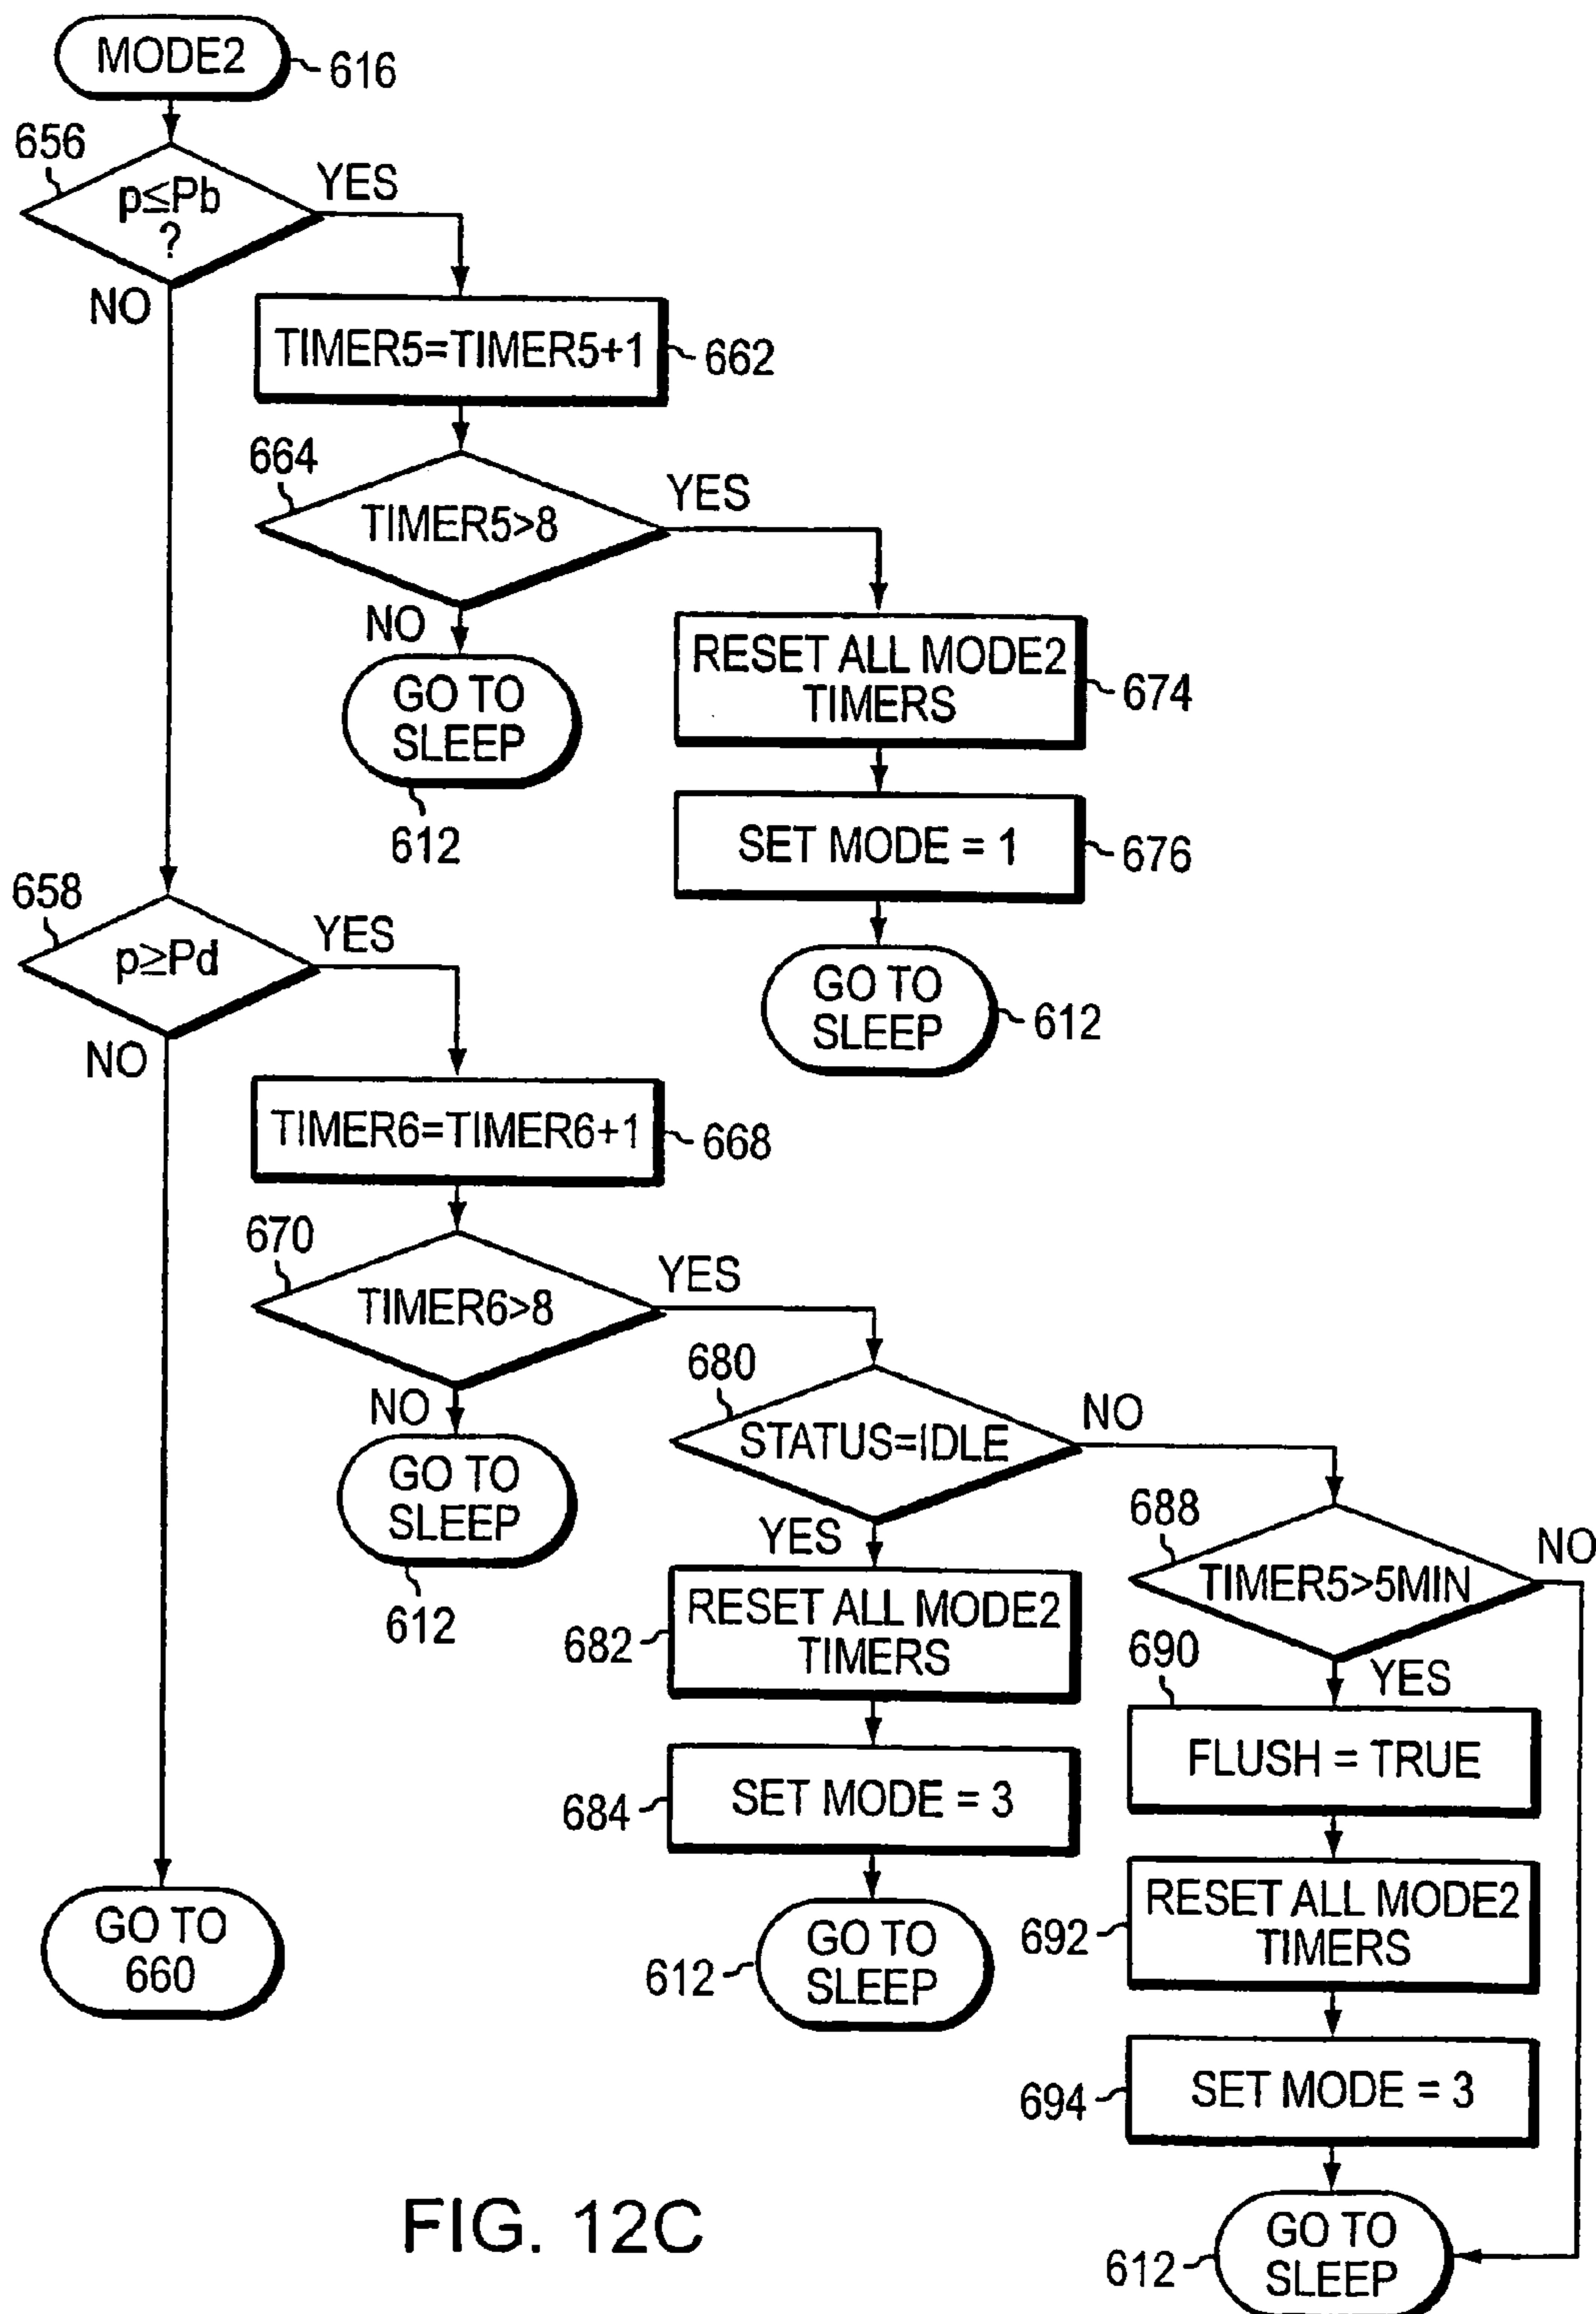 MODE2
616
656
p≤Pb
?
YES
NO
TIMER5=TIMER5+1
662
664
TIMER5>8
YES
NO
GO TO
SLEEP
612
RESET ALL MODE2
TIMERS
674
SET MODE = 1
676
GO TO
SLEEP
612
658
p≥Pd
YES
NO
TIMER6=TIMER6+1
668
670
TIMER6>8
YES
NO
GO TO
SLEEP
612
680
STATUS=IDLE
NO
YES
RESET ALL MODE2
TIMERS
682
SET MODE = 3
684
GO TO
SLEEP
612
688
TIMER5>5MIN
NO
YES
690
FLUSH = TRUE
RESET ALL MODE2
TIMERS
692
SET MODE = 3
694
GO TO
SLEEP
612
GO TO
660
FIG. 12C